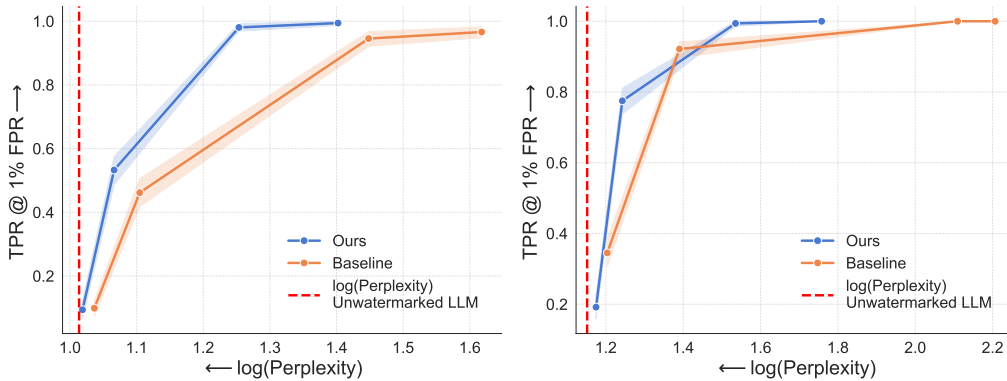 TPR @ 1% FPR ⟶
1.0
0.8
0.6
0.4
0.2
Ours
Baseline
log(Perplexity)
Unwatermarked LLM
1.0 1.1 1.2 1.3 1.4 1.5 1.6
⟵ log(Perplexity)
TPR @ 1% FPR ⟶
1.0
0.8
0.6
0.4
0.2
Ours
Baseline
log(Perplexity)
Unwatermarked LLM
1.2 1.4 1.6 1.8 2.0 2.2
⟵ log(Perplexity)